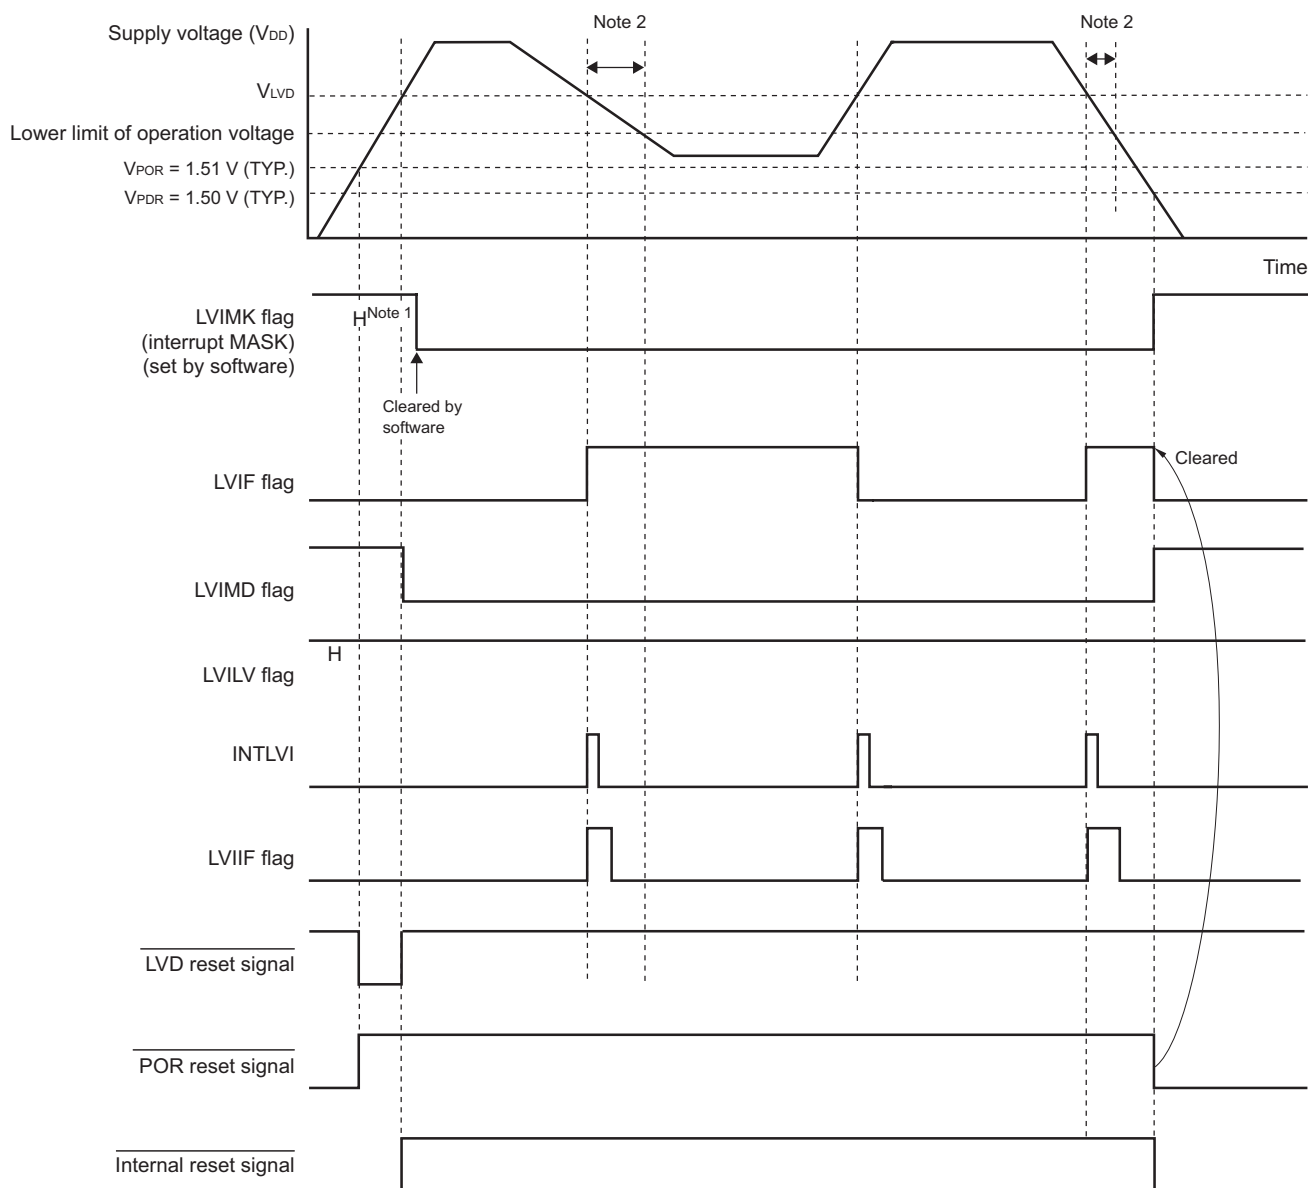 Note 2
Note 2
Supply voltage (VDD)
VLVD
Lower limit of operation voltage
VPOR = 1.51 V (TYP.)
VPDR = 1.50 V (TYP.)
Time
LVIMK flag
(interrupt MASK)
(set by software)
H Note 1
Cleared by
software
LVIF flag
Cleared
LVIMD flag
H
LVILV flag
INTLVI
LVIIF flag
LVD reset signal
POR reset signal
Internal reset signal